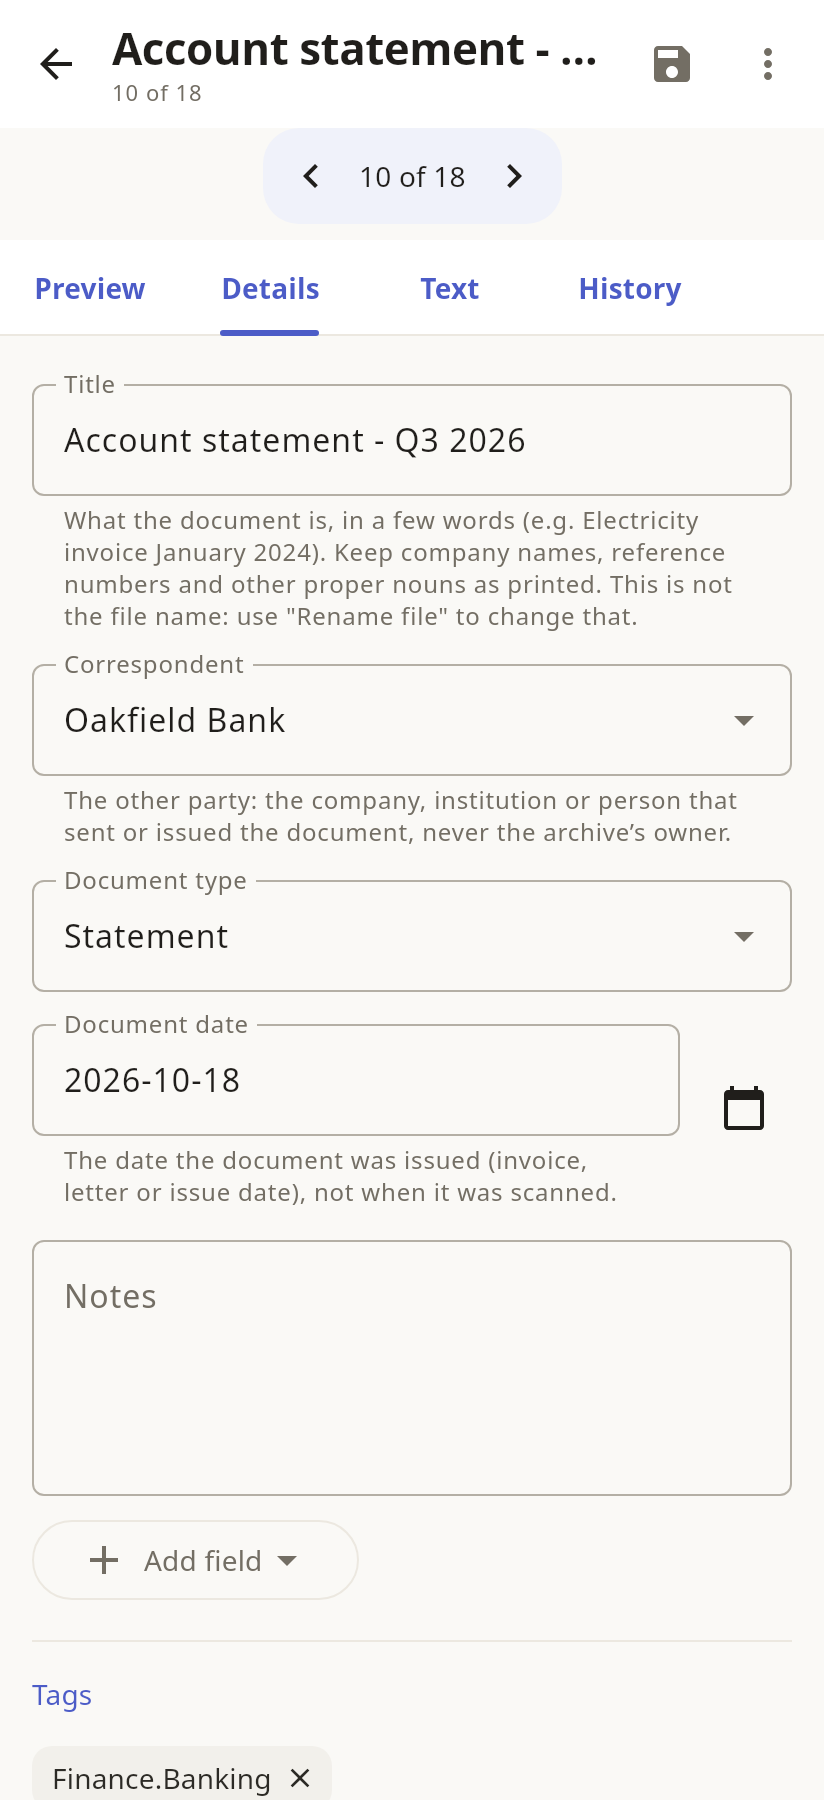 Account statement - ...
10 of 18
10 of 18
Preview Details Text History
Title
Account statement - Q3 2026
What the document is, in a few words (e.g. Electricity
invoice January 2024). Keep company names, reference
numbers and other proper nouns as printed. This is not
the file name: use "Rename file" to change that.
Correspondent
Oakfield Bank
The other party: the company, institution or person that
sent or issued the document, never the archive’s owner.
Document type
Statement
Document date
2026-10-18
The date the document was issued (invoice,
letter or issue date), not when it was scanned.
Notes
Add field
Tags
Finance.Banking